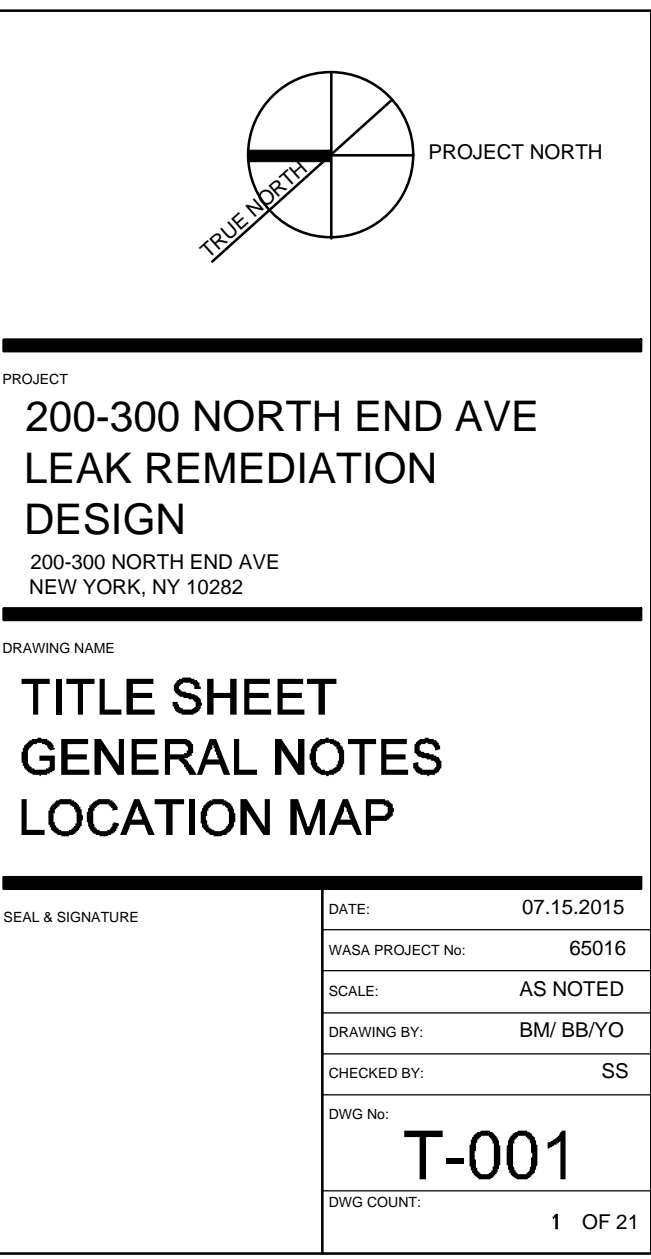 PROJECT NORTH
TRUE NORTH
PROJECT
200-300 NORTH END AVE
LEAK REMEDIATION
DESIGN
200-300 NORTH END AVE
NEW YORK, NY 10282
DRAWING NAME
TITLE SHEET
GENERAL NOTES
LOCATION MAP
SEAL & SIGNATURE
DATE: 07.15.2015
WASA PROJECT No: 65016
SCALE: AS NOTED
DRAWING BY: BM/ BB/YO
CHECKED BY: SS
DWG No:
T-001
DWG COUNT:
1 OF 21